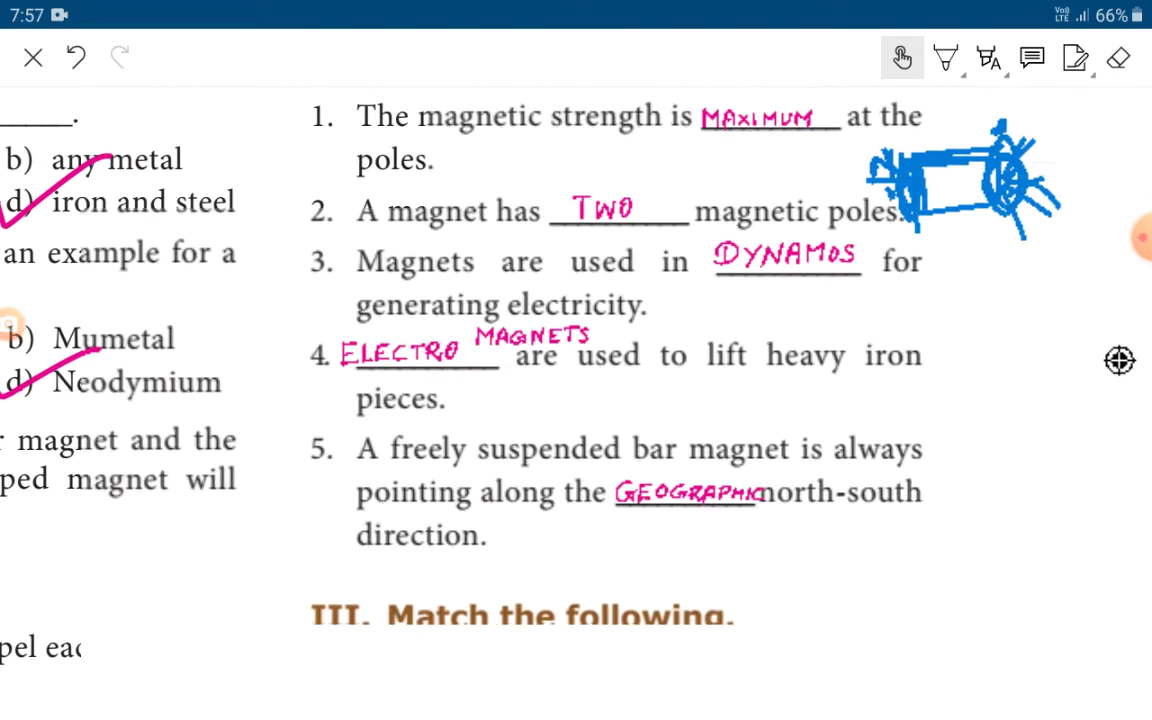 7:57
Vo)) LTE 66%
_____.
b) any metal
d) iron and steel
an example for a
b) Mumetal
d) Neodymium
magnet and the
ped magnet will
pel
1. The magnetic strength is MAXIMUM at the
poles.
2. A magnet has TWO magnetic poles.
3. Magnets are used in DYNAMOS for
generating electricity.
4. ELECTRO MAGNETS are used to lift heavy iron
pieces.
5. A freely suspended bar magnet is always
pointing along the GEOGRAPHIC north-south
direction.
III. Match the following.